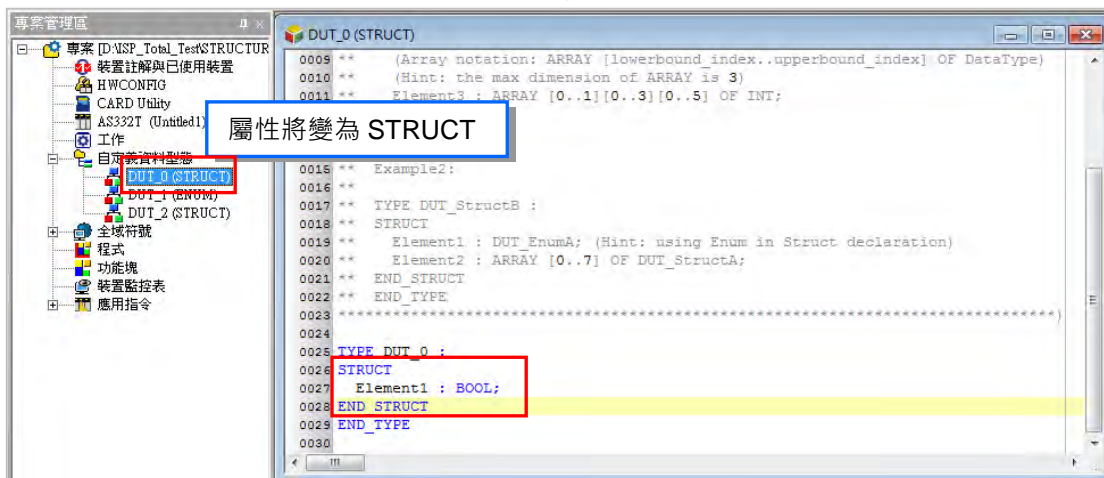 專案管理區
專案 [D:\ISP_Total_Test\STRUCTUR
裝置註解與已使用裝置
HWCONFIG
CARD Utility
AS332T (Untitled1)
工作
自定義資料型態
DUT_0 (STRUCT)
DUT_1 (ENUM)
DUT_2 (STRUCT)
全域符號
程式
功能塊
裝置監控表
應用指令
屬性將變為 STRUCT
DUT_0 (STRUCT)
0009 ** (Array notation: ARRAY [lowerbound_index..upperbound_index] OF DataType)
0010 ** (Hint: the max dimension of ARRAY is 3)
0011 ** Element3 : ARRAY [0..1][0..3][0..5] OF INT;
0015 ** Example2:
0016 **
0017 ** TYPE DUT_StructB :
0018 ** STRUCT
0019 ** Element1 : DUT_EnumA; (Hint: using Enum in Struct declaration)
0020 ** Element2 : ARRAY [0..7] OF DUT_StructA;
0021 ** END_STRUCT
0022 ** END_TYPE
0023 *******************************************************************************)
0024
0025 TYPE DUT_0 :
0026 STRUCT
0027 Element1 : BOOL;
0028 END_STRUCT
0029 END_TYPE
0030